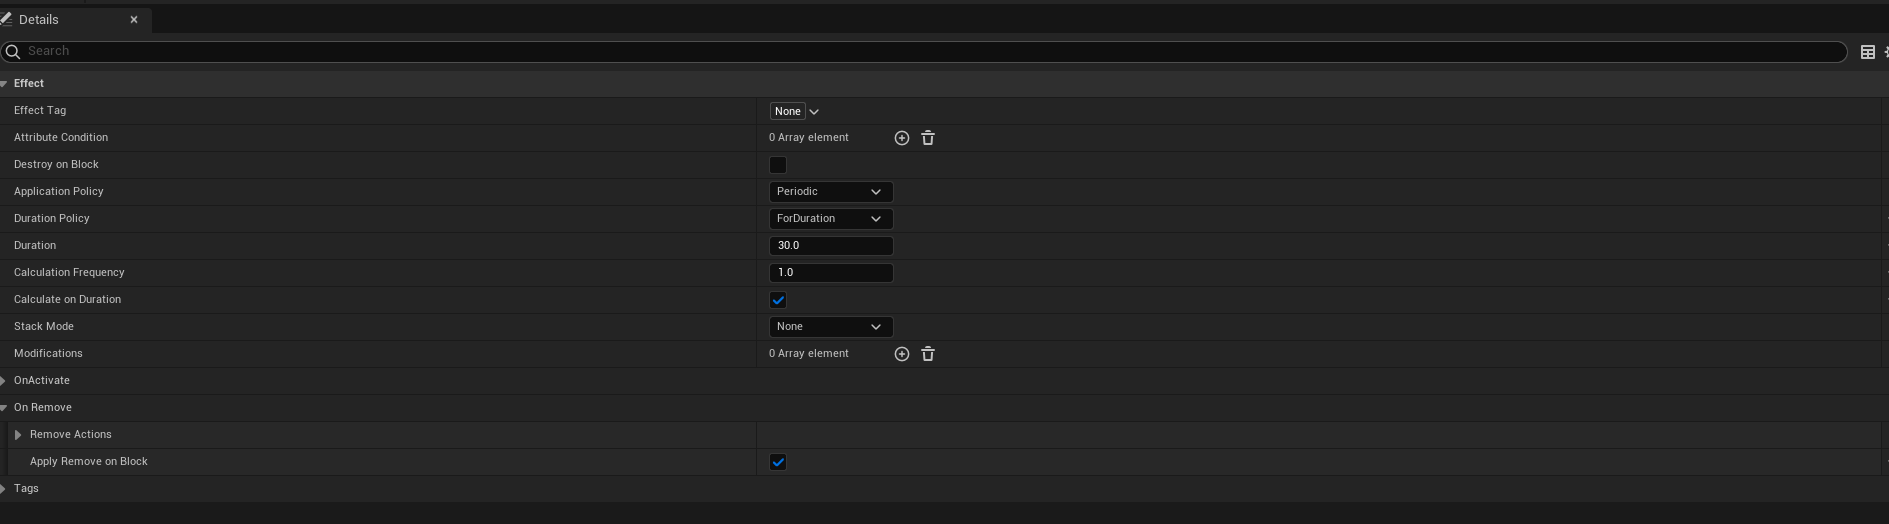 Details
Search
Effect
Effect Tag None
Attribute Condition 0 Array element
Destroy on Block
Application Policy Periodic
Duration Policy ForDuration
Duration 30.0
Calculation Frequency 1.0
Calculate on Duration
Stack Mode None
Modifications 0 Array element
OnActivate
On Remove
Remove Actions
Apply Remove on Block
Tags